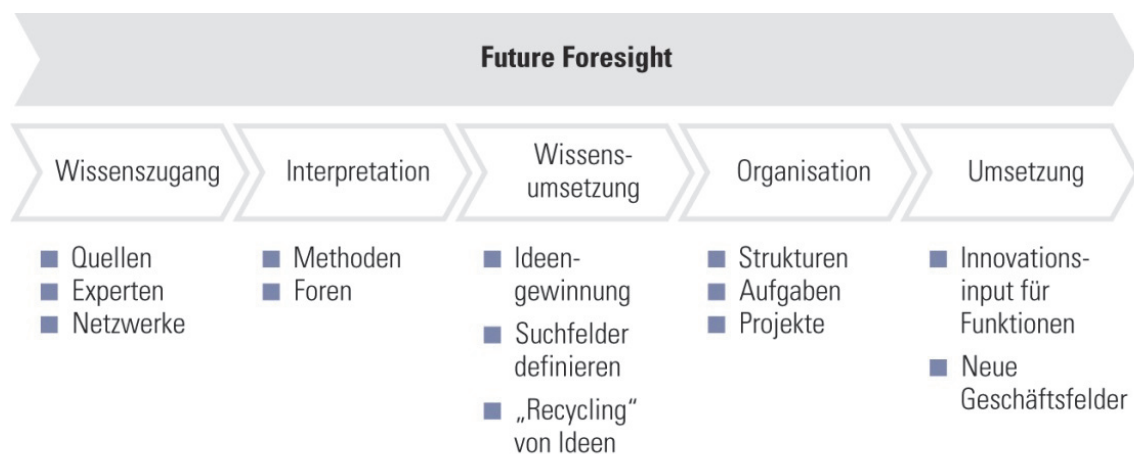 Future Foresight
Wissenszugang
Interpretation
Wissens-
umsetzung
Organisation
Umsetzung
Quellen
Experten
Netzwerke
Methoden
Foren
Ideen-
gewinnung
Suchfelder
definieren
„Recycling“
von Ideen
Strukturen
Aufgaben
Projekte
Innovations-
input für
Funktionen
Neue
Geschäftsfelder